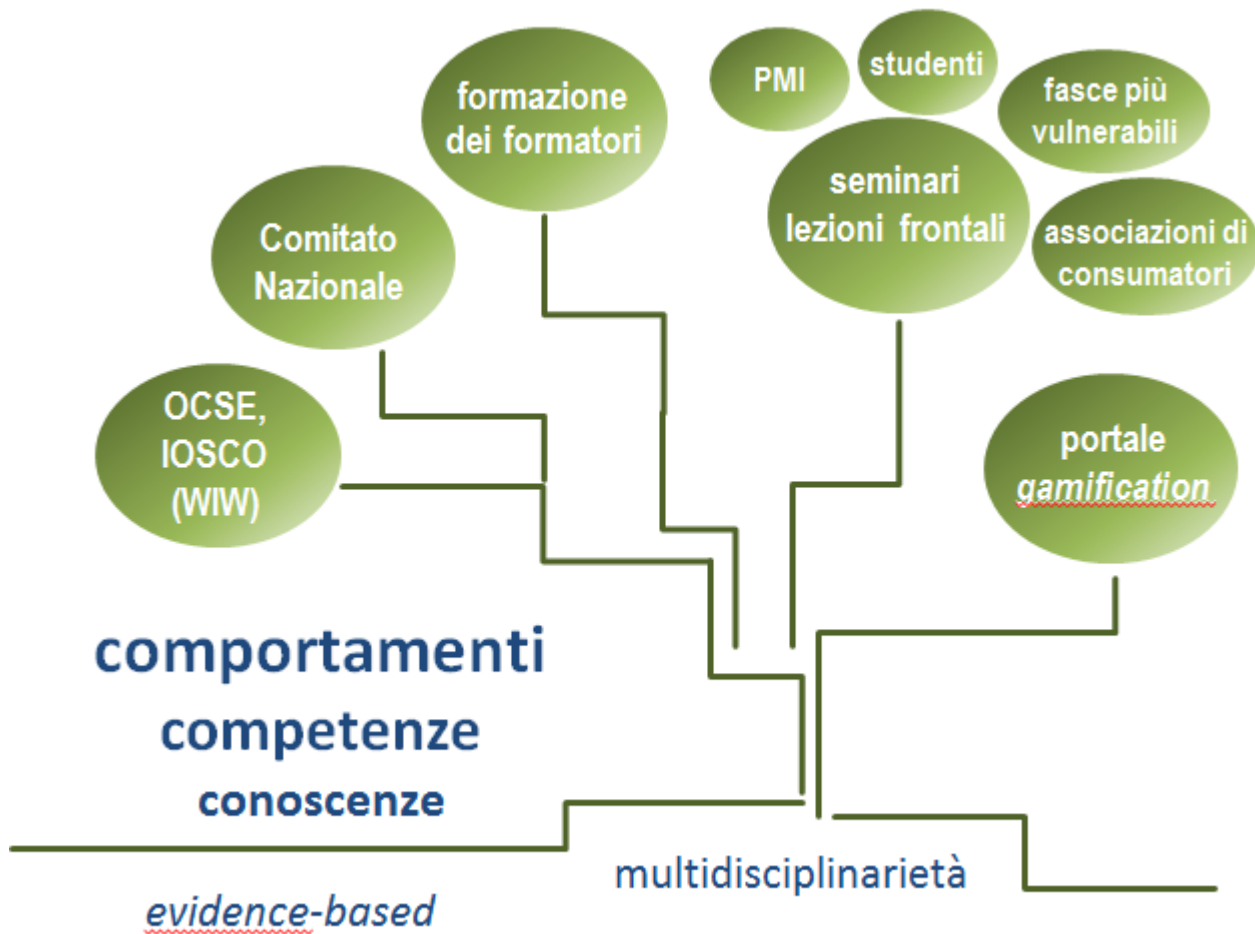 formazione
dei formatori
PMI
studenti
fasce più
vulnerabili
seminari
lezioni frontali
associazioni di
consumatori
Comitato
Nazionale
OCSE,
IOSCO
(WIW)
portale
gamification
comportamenti
competenze
conoscenze
multidisciplinarietà
evidence-based